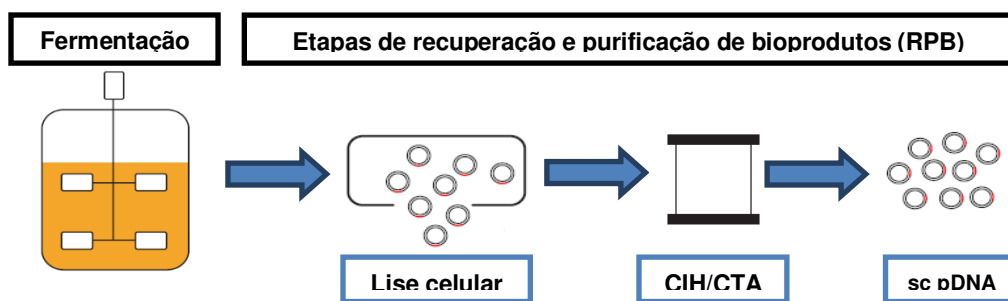 Fermentação
Etapas de recuperação e purificação de bioprodutos (RPB)
Lise celular
CIH/CTA
sc pDNA